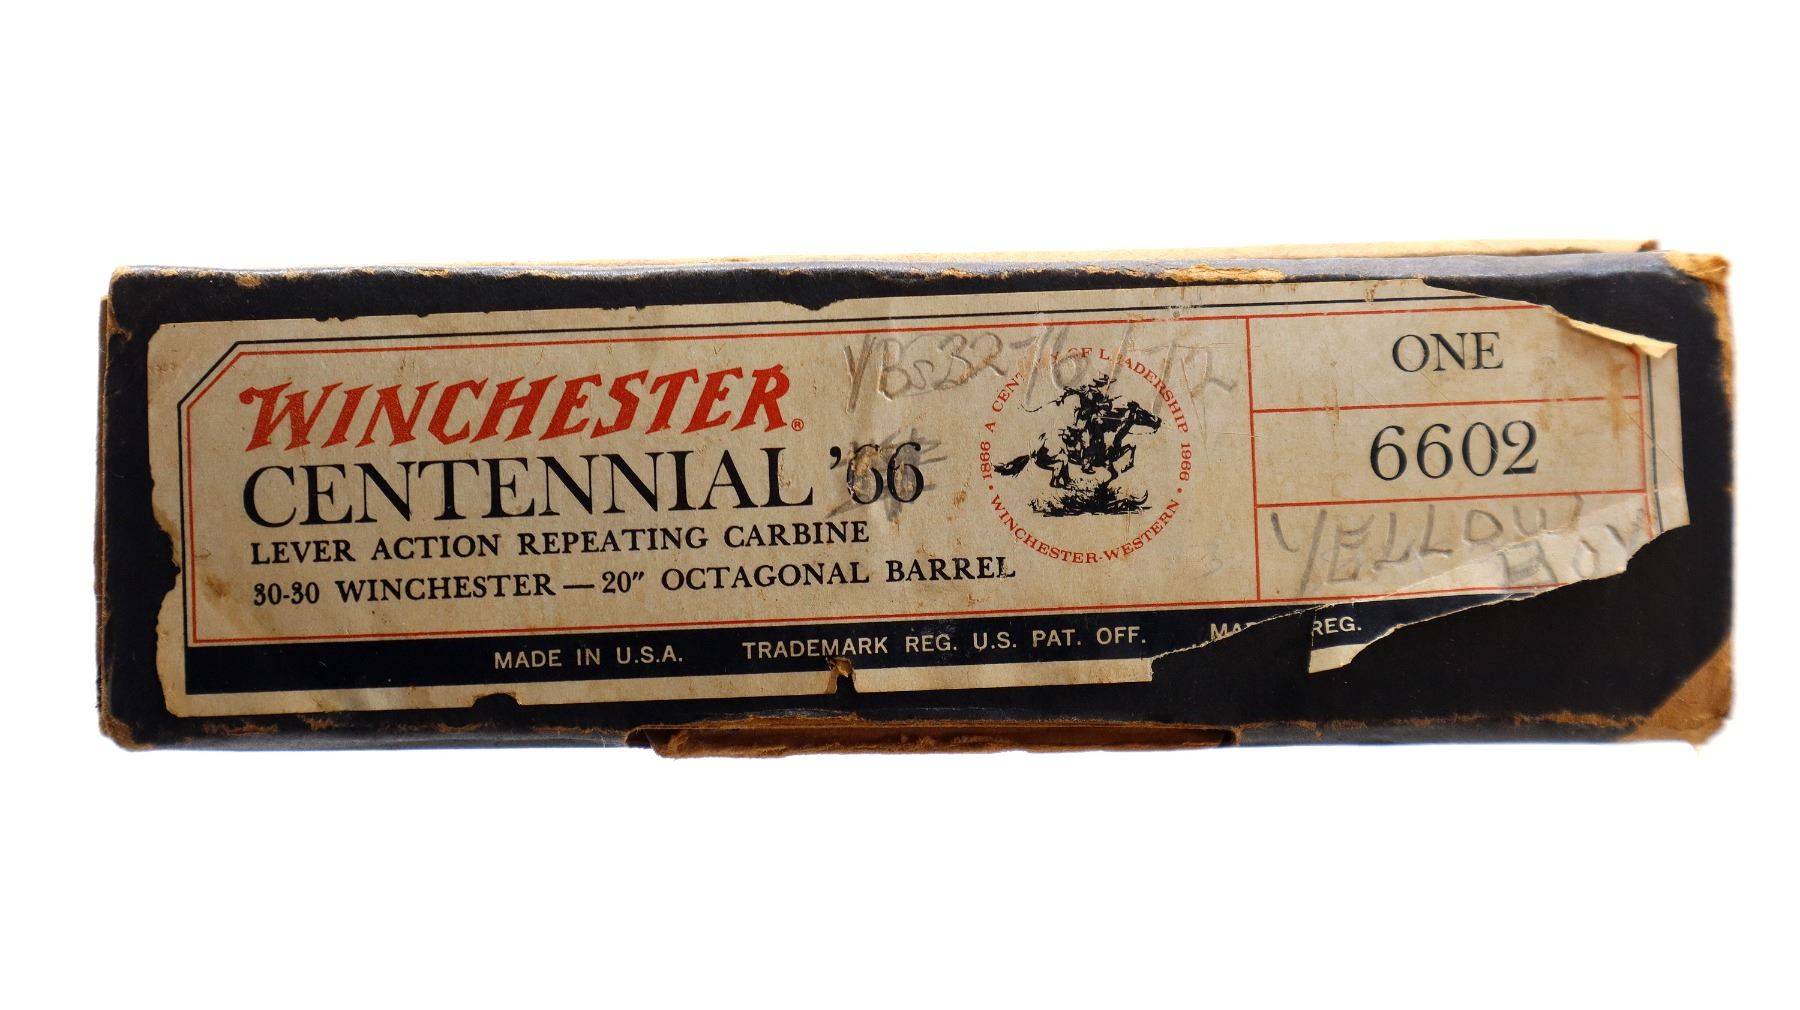 WINCHESTER®
CENTENNIAL '66
LEVER ACTION REPEATING CARBINE
30-30 WINCHESTER — 20" OCTAGONAL BARREL
1866 A CENTURY OF LEADERSHIP 1966 • WINCHESTER-WESTERN •
ONE
6602
YELLOW
BOY
MADE IN U.S.A. TRADEMARK REG. U.S. PAT. OFF. REG.